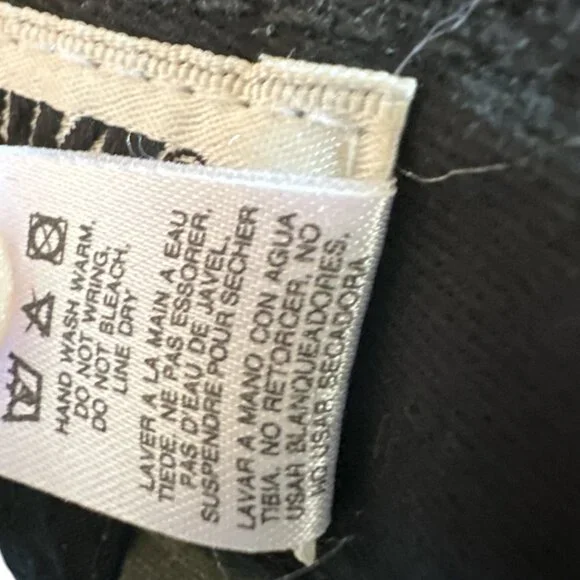 HAND WASH WARM.
DO NOT WRING.
DO NOT BLEACH.
LINE DRY
LAVER A LA MAIN A EAU
TIEDE. NE PAS ESSORER.
PAS D'EAU DE JAVEL.
SUSPENDRE POUR SECHER
LAVAR A MANO CON AGUA
TIBIA. NO RETORCER. NO
USAR BLANQUEADORES.
NO USAR SECADORA